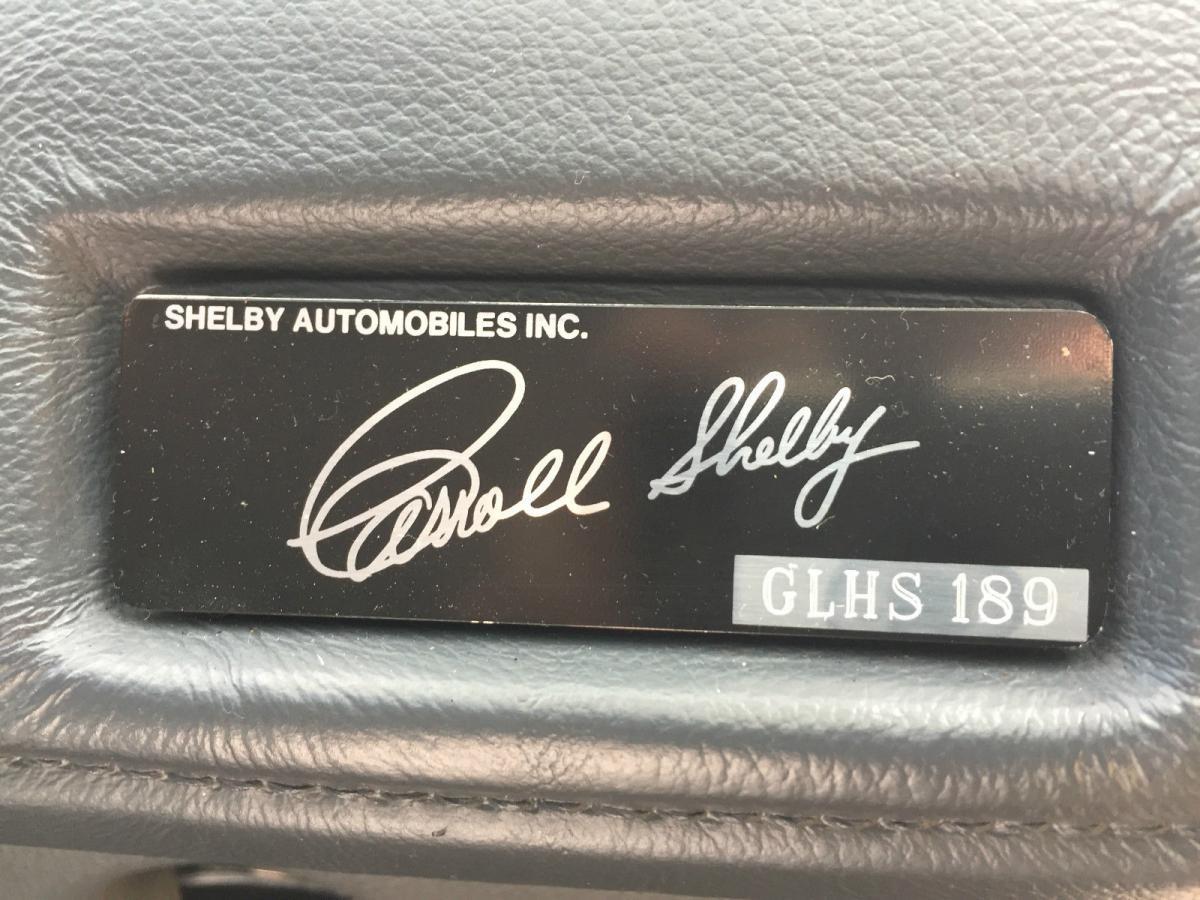 SHELBY AUTOMOBILES INC.
Carroll Shelby
GLHS 189